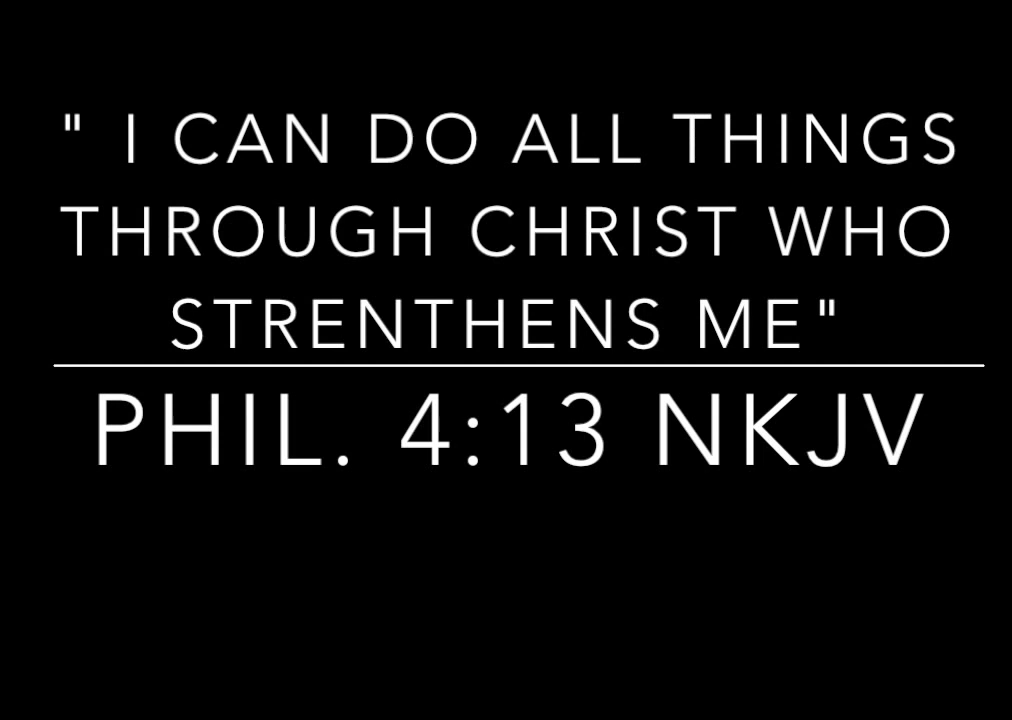 " I CAN DO ALL THINGS
THROUGH CHRIST WHO
STRENTHENS ME"
PHIL. 4:13 NKJV